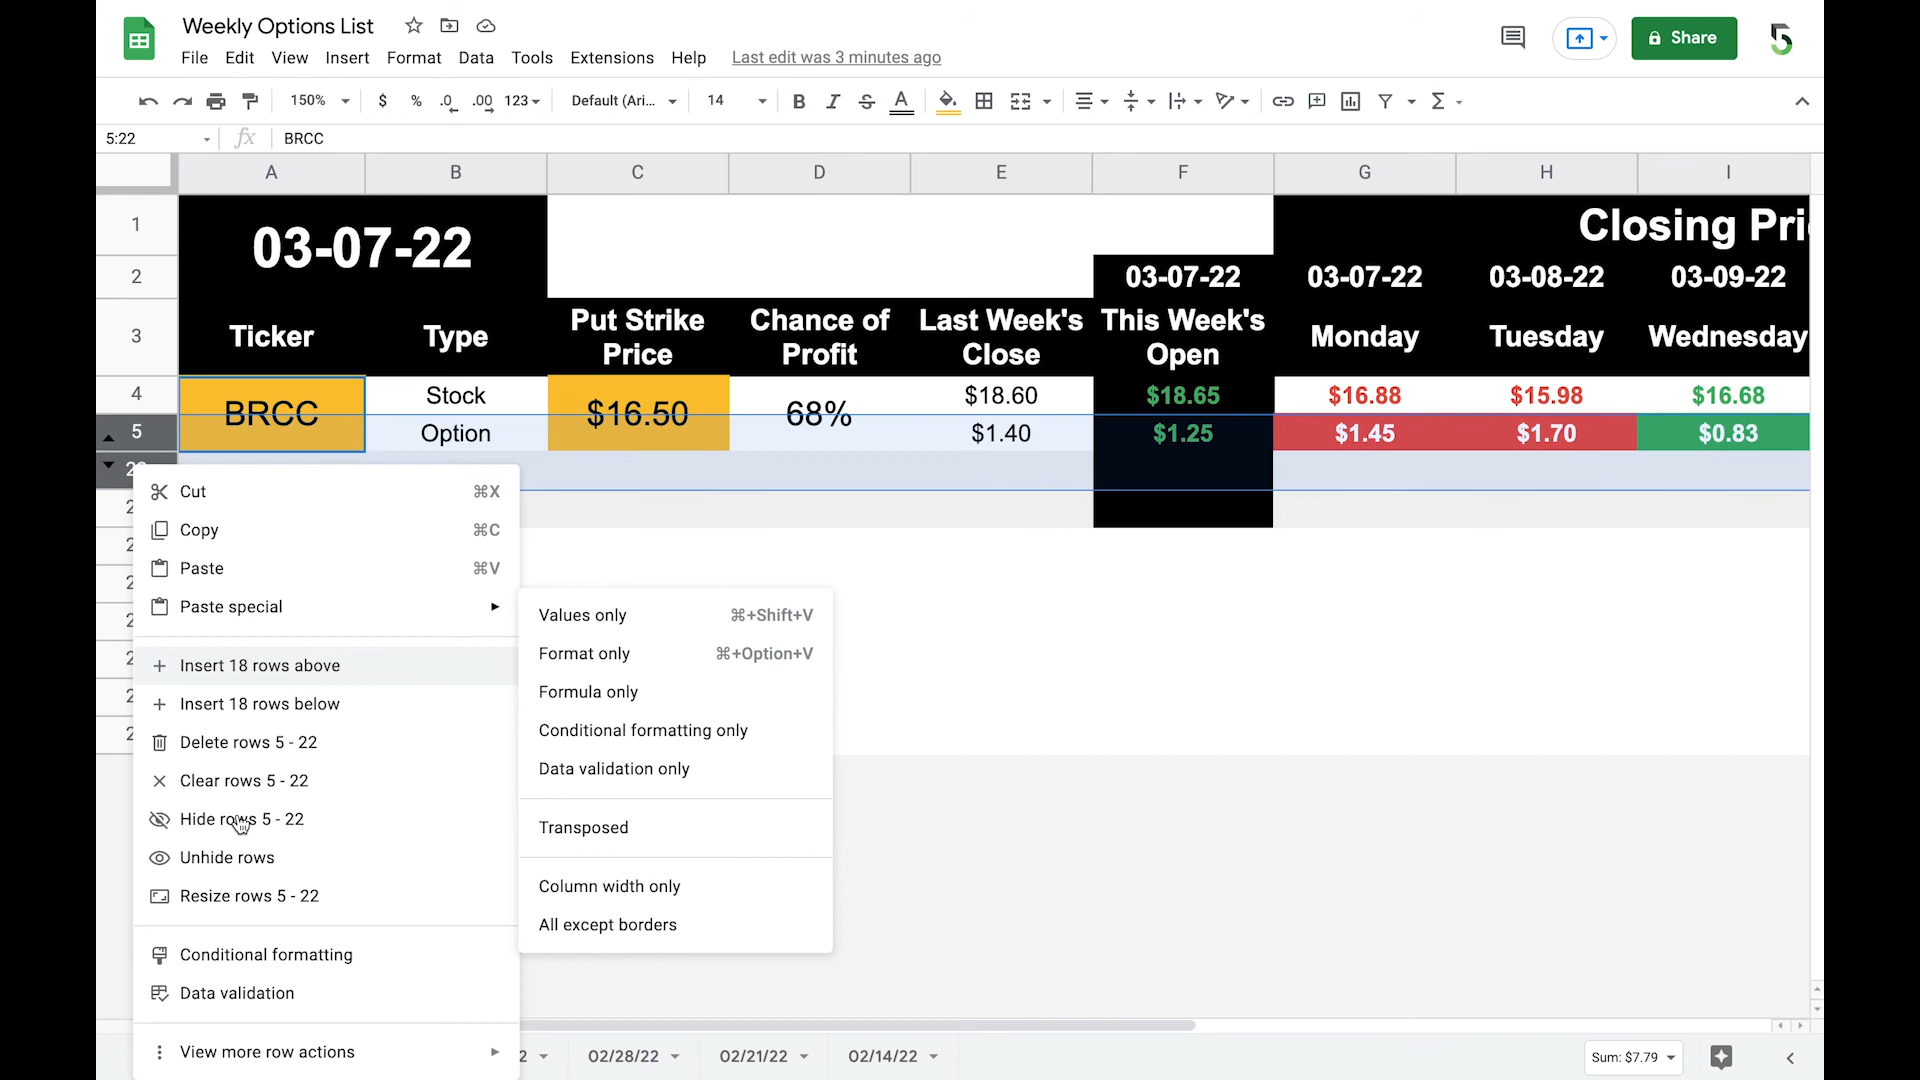 Weekly Options List
File Edit View Insert Format Data Tools Extensions Help Last edit was 3 minutes ago
Share
150% $ % .0 .00 123 Default (Ari... 14 B I S A Σ
5:22 fx BRCC
A B C D E F G H I
1 03-07-22 Closing Pri
2 03-07-22 03-07-22 03-08-22 03-09-22
3 Ticker Type Put Strike Price Chance of Profit Last Week's Close This Week's Open Monday Tuesday Wednesday
4 BRCC Stock $16.50 68% $18.60 $18.65 $16.88 $15.98 $16.68
5 Option $1.40 $1.25 $1.45 $1.70 $0.83
Cut ⌘X
Copy ⌘C
Paste ⌘V
Paste special
Insert 18 rows above
Insert 18 rows below
Delete rows 5 - 22
Clear rows 5 - 22
Hide rows 5 - 22
Unhide rows
Resize rows 5 - 22
Conditional formatting
Data validation
View more row actions
Values only ⌘+Shift+V
Format only ⌘+Option+V
Formula only
Conditional formatting only
Data validation only
Transposed
Column width only
All except borders
2 02/28/22 02/21/22 02/14/22
Sum: $7.79